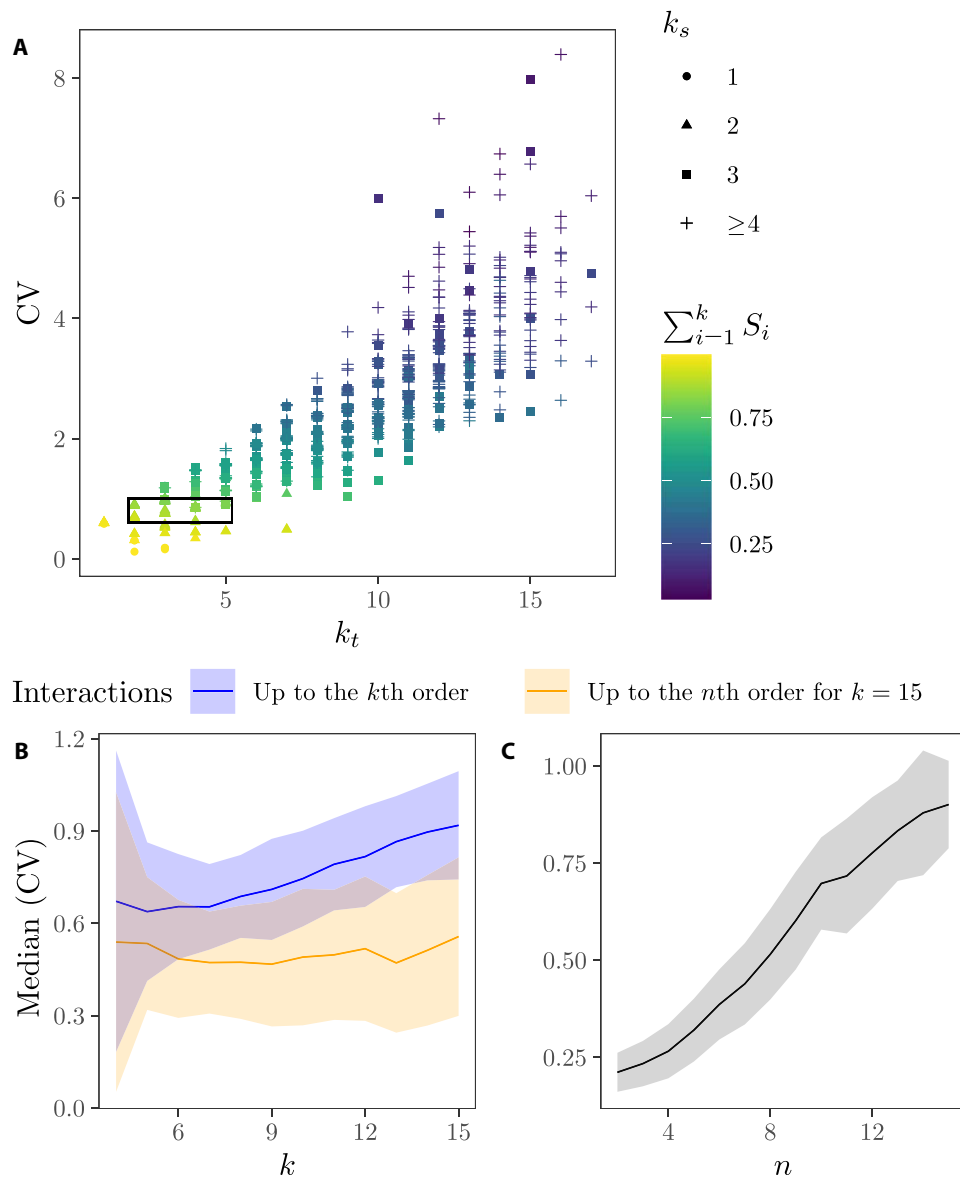 A
8
6
4
2
0
CV
5
10
15
k_t
k_s
1
2
3
≥4
∑_{i−1}^{k} S_i
0.75
0.50
0.25
Interactions
Up to the kth order
Up to the nth order for k = 15
B
1.2
0.9
0.6
0.3
0.0
Median (CV)
6
9
12
15
k
C
1.00
0.75
0.50
0.25
4
8
12
n